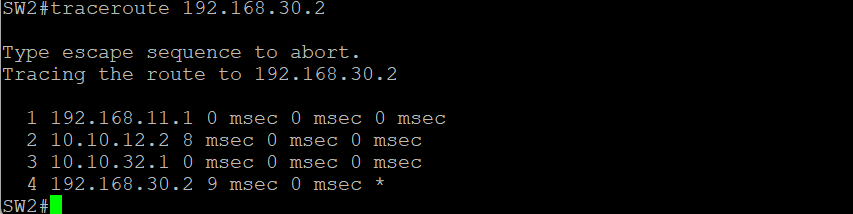 SW2#traceroute 192.168.30.2
Type escape sequence to abort.
Tracing the route to 192.168.30.2
1 192.168.11.1 0 msec 0 msec 0 msec
2 10.10.12.2 8 msec 0 msec 0 msec
3 10.10.32.1 0 msec 0 msec 0 msec
4 192.168.30.2 9 msec 0 msec *
SW2#